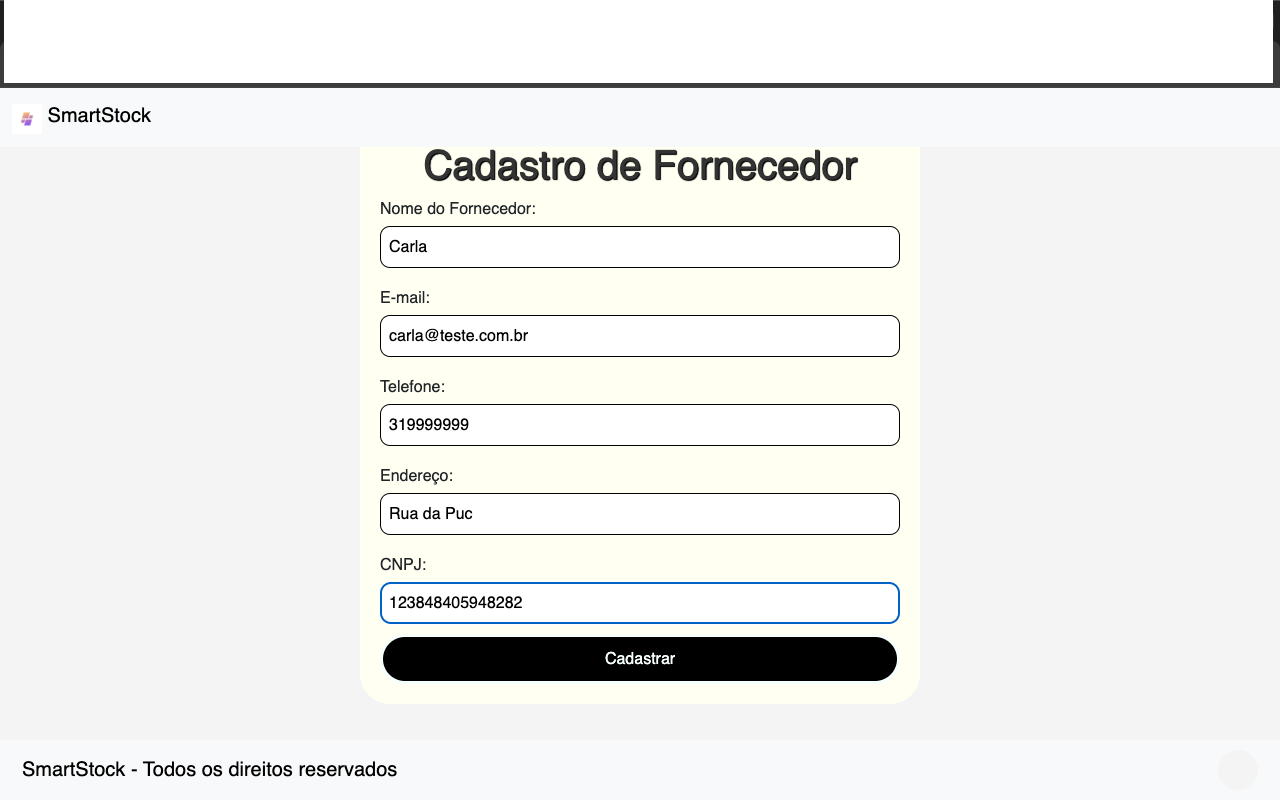 SmartStock
Cadastro de Fornecedor
Nome do Fornecedor:
Carla
E-mail:
carla@teste.com.br
Telefone:
319999999
Endereço:
Rua da Puc
CNPJ:
123848405948282
Cadastrar
SmartStock - Todos os direitos reservados